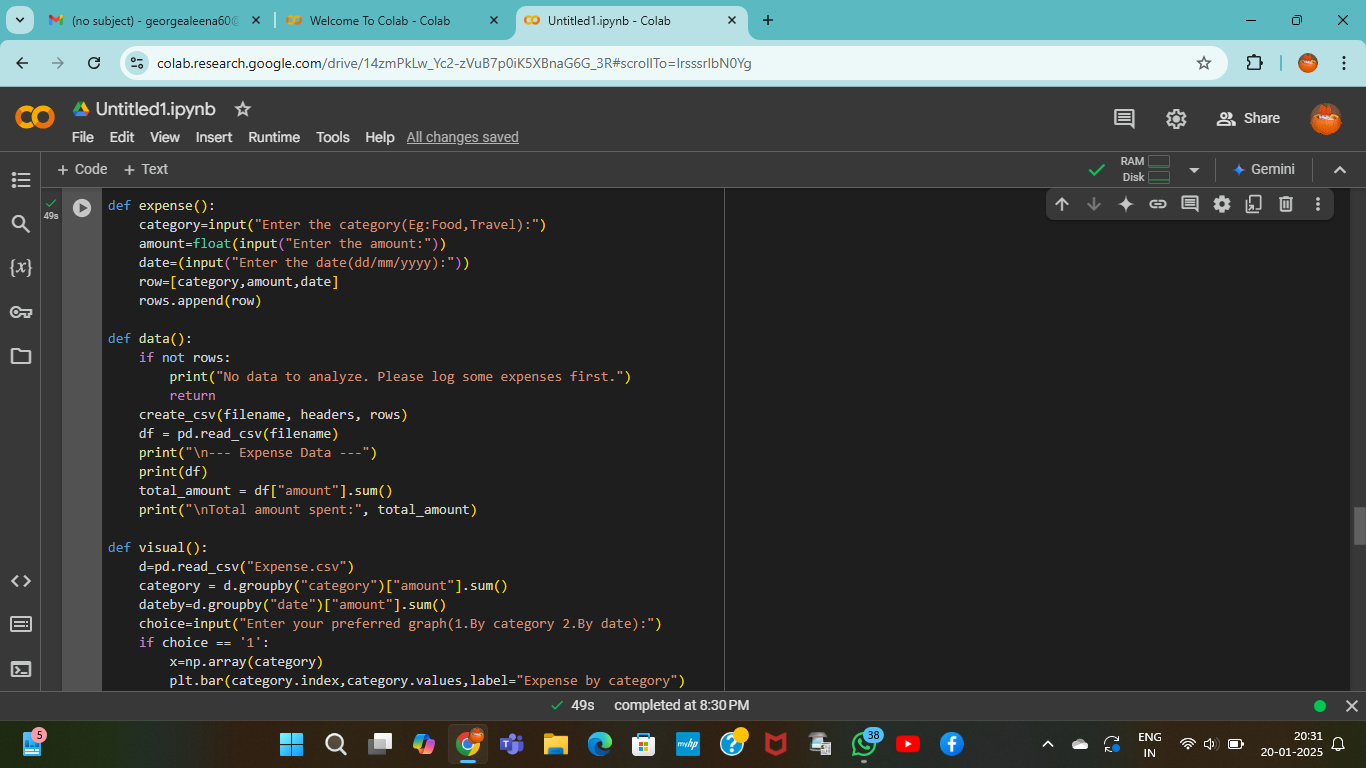 (no subject) - georgealeena60@
Welcome To Colab - Colab
Untitled1.ipynb - Colab
colab.research.google.com/drive/14zmPkLw_Yc2-zVuB7p0iK5XBnaG6G_3R#scrollTo=lrsssrlbN0Yg
Untitled1.ipynb
File Edit View Insert Runtime Tools Help All changes saved
Share
+ Code + Text
RAM
Disk
Gemini
49s
def expense():
    category=input("Enter the category(Eg:Food,Travel):")
    amount=float(input("Enter the amount:"))
    date=(input("Enter the date(dd/mm/yyyy):"))
    row=[category,amount,date]
    rows.append(row)
def data():
    if not rows:
        print("No data to analyze. Please log some expenses first.")
        return
    create_csv(filename, headers, rows)
    df = pd.read_csv(filename)
    print("\n--- Expense Data ---")
    print(df)
    total_amount = df["amount"].sum()
    print("\nTotal amount spent:", total_amount)
def visual():
    d=pd.read_csv("Expense.csv")
    category = d.groupby("category")["amount"].sum()
    dateby=d.groupby("date")["amount"].sum()
    choice=input("Enter your preferred graph(1.By category 2.By date):")
    if choice == '1':
        x=np.array(category)
        plt.bar(category.index,category.values,label="Expense by category")
49s completed at 8:30 PM
5
myhp
38
ENG
IN
20:31
20-01-2025